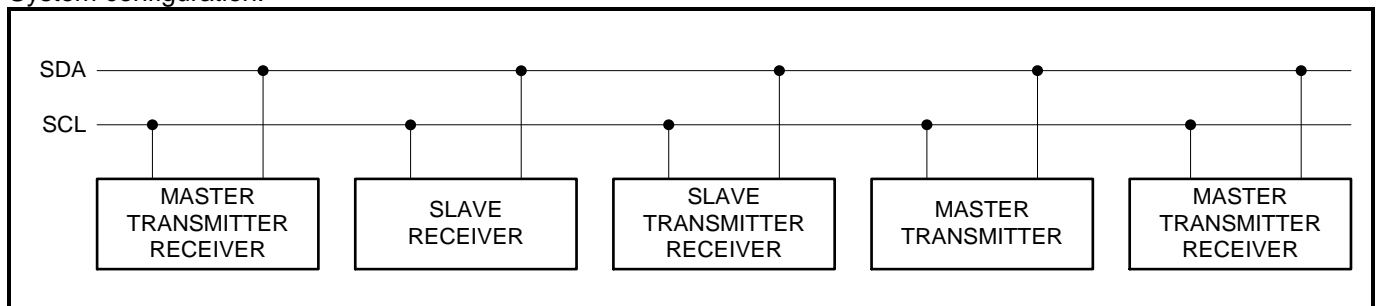 System configuration:
SDA
SCL
MASTER
TRANSMITTER
RECEIVER
SLAVE
RECEIVER
SLAVE
TRANSMITTER
RECEIVER
MASTER
TRANSMITTER
MASTER
TRANSMITTER
RECEIVER